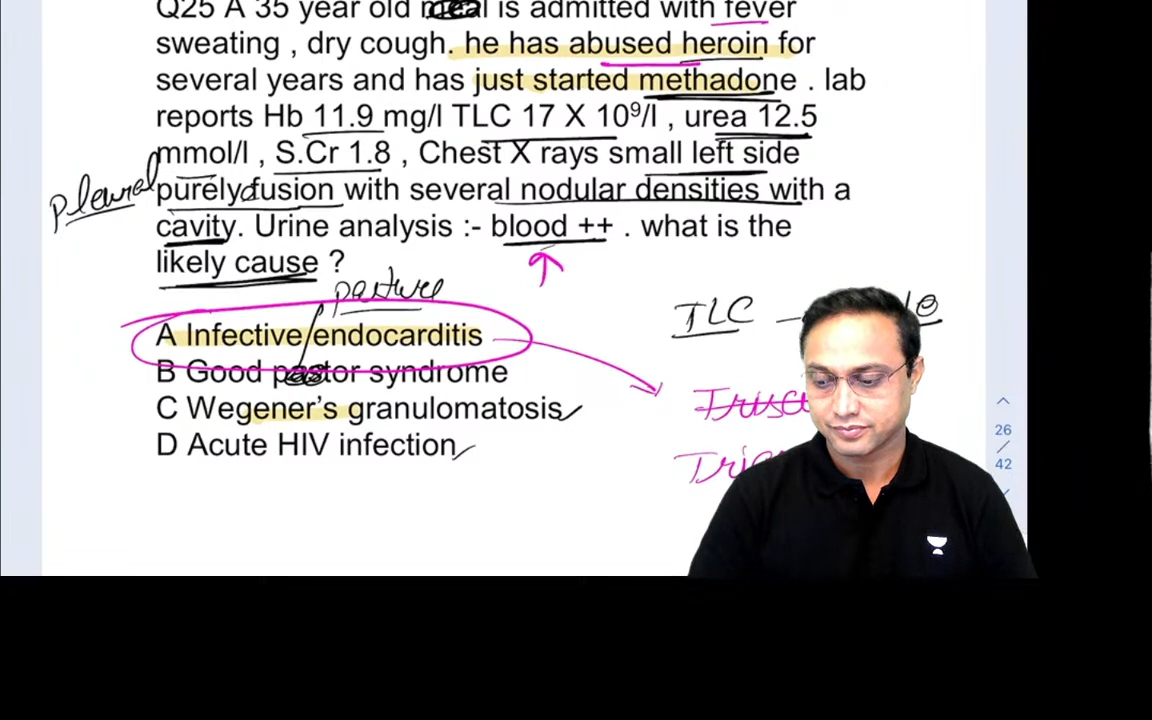 Q25 A 35 year old is admitted with fever
sweating , dry cough. he has abused heroin for
several years and has just started methadone . lab
reports Hb 11.9 mg/l TLC 17 X 10⁹/l , urea 12.5
mmol/l , S.Cr 1.8 , Chest X rays small left side
pleural
purely fusion with several nodular densities with a
cavity. Urine analysis :- blood ++ . what is the
likely cause ?
pasture
TLC –
A Infective endocarditis
B Good pastor syndrome
C Wegener's granulomatosis
D Acute HIV infection
26
/
42